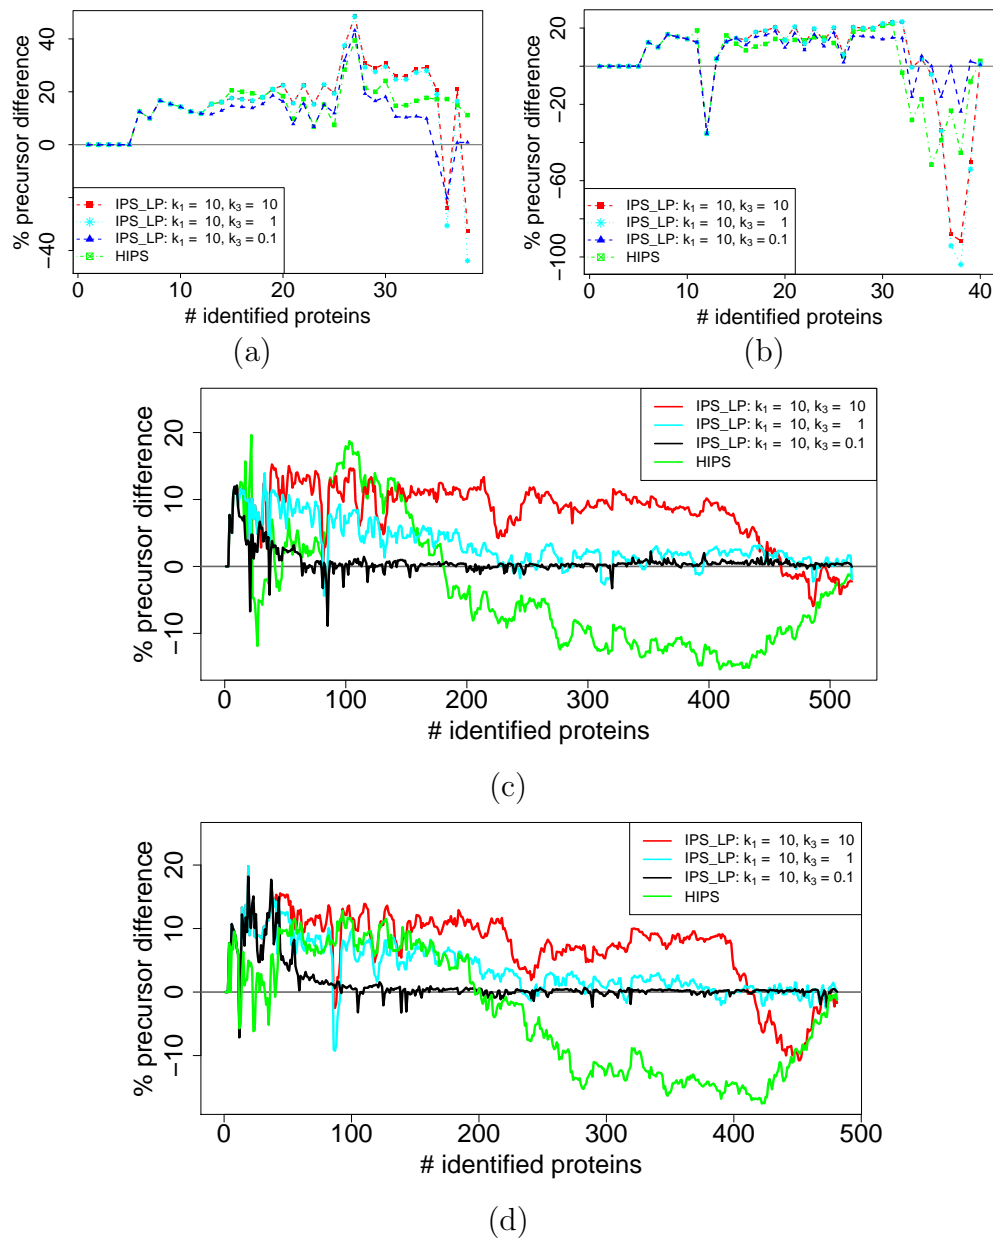 % precursor difference
40
20
0
−40
IPS_LP: k₁ = 10, k₃ = 10
IPS_LP: k₁ = 10, k₃ = 1
IPS_LP: k₁ = 10, k₃ = 0.1
HIPS
0 10 20 30
# identified proteins
(a)
% precursor difference
20
−20
−60
−100
IPS_LP: k₁ = 10, k₃ = 10
IPS_LP: k₁ = 10, k₃ = 1
IPS_LP: k₁ = 10, k₃ = 0.1
HIPS
0 10 20 30 40
# identified proteins
(b)
% precursor difference
20
10
0
−10
IPS_LP: k₁ = 10, k₃ = 10
IPS_LP: k₁ = 10, k₃ = 1
IPS_LP: k₁ = 10, k₃ = 0.1
HIPS
0 100 200 300 400 500
# identified proteins
(c)
% precursor difference
20
10
0
−10
IPS_LP: k₁ = 10, k₃ = 10
IPS_LP: k₁ = 10, k₃ = 1
IPS_LP: k₁ = 10, k₃ = 0.1
HIPS
0 100 200 300 400 500
# identified proteins
(d)